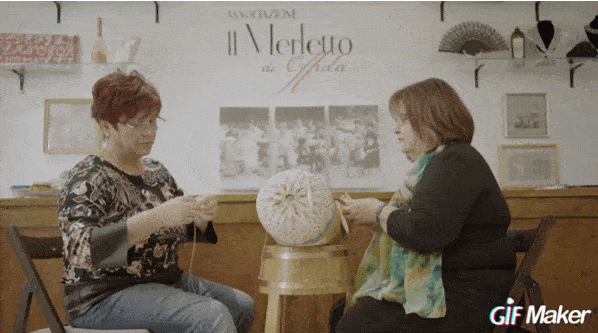 ASSOCIAZIONE
Il Merletto
di Offida
GiF Maker